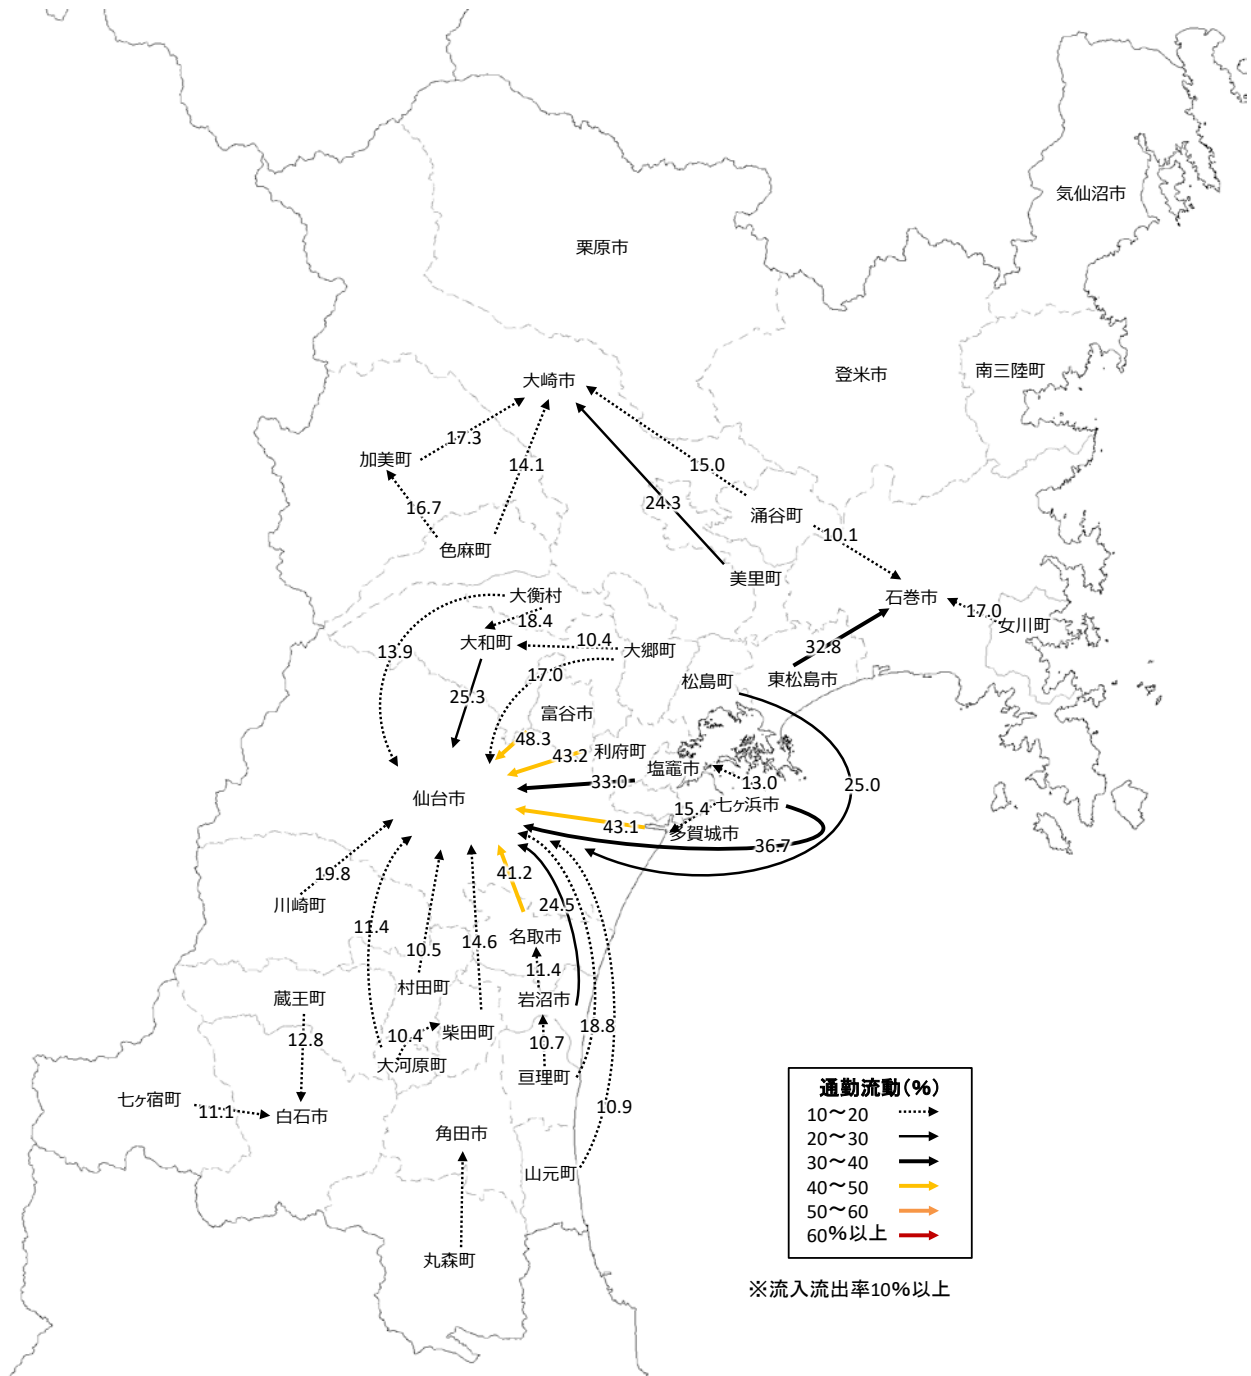 気仙沼市
栗原市
登米市
南三陸町
大崎市
17.3
加美町
14.1
15.0
16.7
24.3
涌谷町
10.1
色麻町
美里町
大衡村
石巻市
17.0
女川町
18.4
大和町
10.4
大郷町
32.8
13.9
17.0
松島町
東松島市
25.3
富谷市
48.3
43.2
利府町
塩竈市
33.0
13.0
25.0
仙台市
15.4
七ヶ浜市
43.1
多賀城市
36.7
19.8
41.2
川崎町
24.5
11.4
10.5
14.6
名取市
11.4
村田町
蔵王町
岩沼市
10.4
柴田町
18.8
12.8
10.7
大河原町
亘理町
七ヶ宿町
11.1
白石市
10.9
角田市
山元町
丸森町
通勤流動(%)
10～20
20～30
30～40
40～50
50～60
60%以上
※流入流出率10%以上